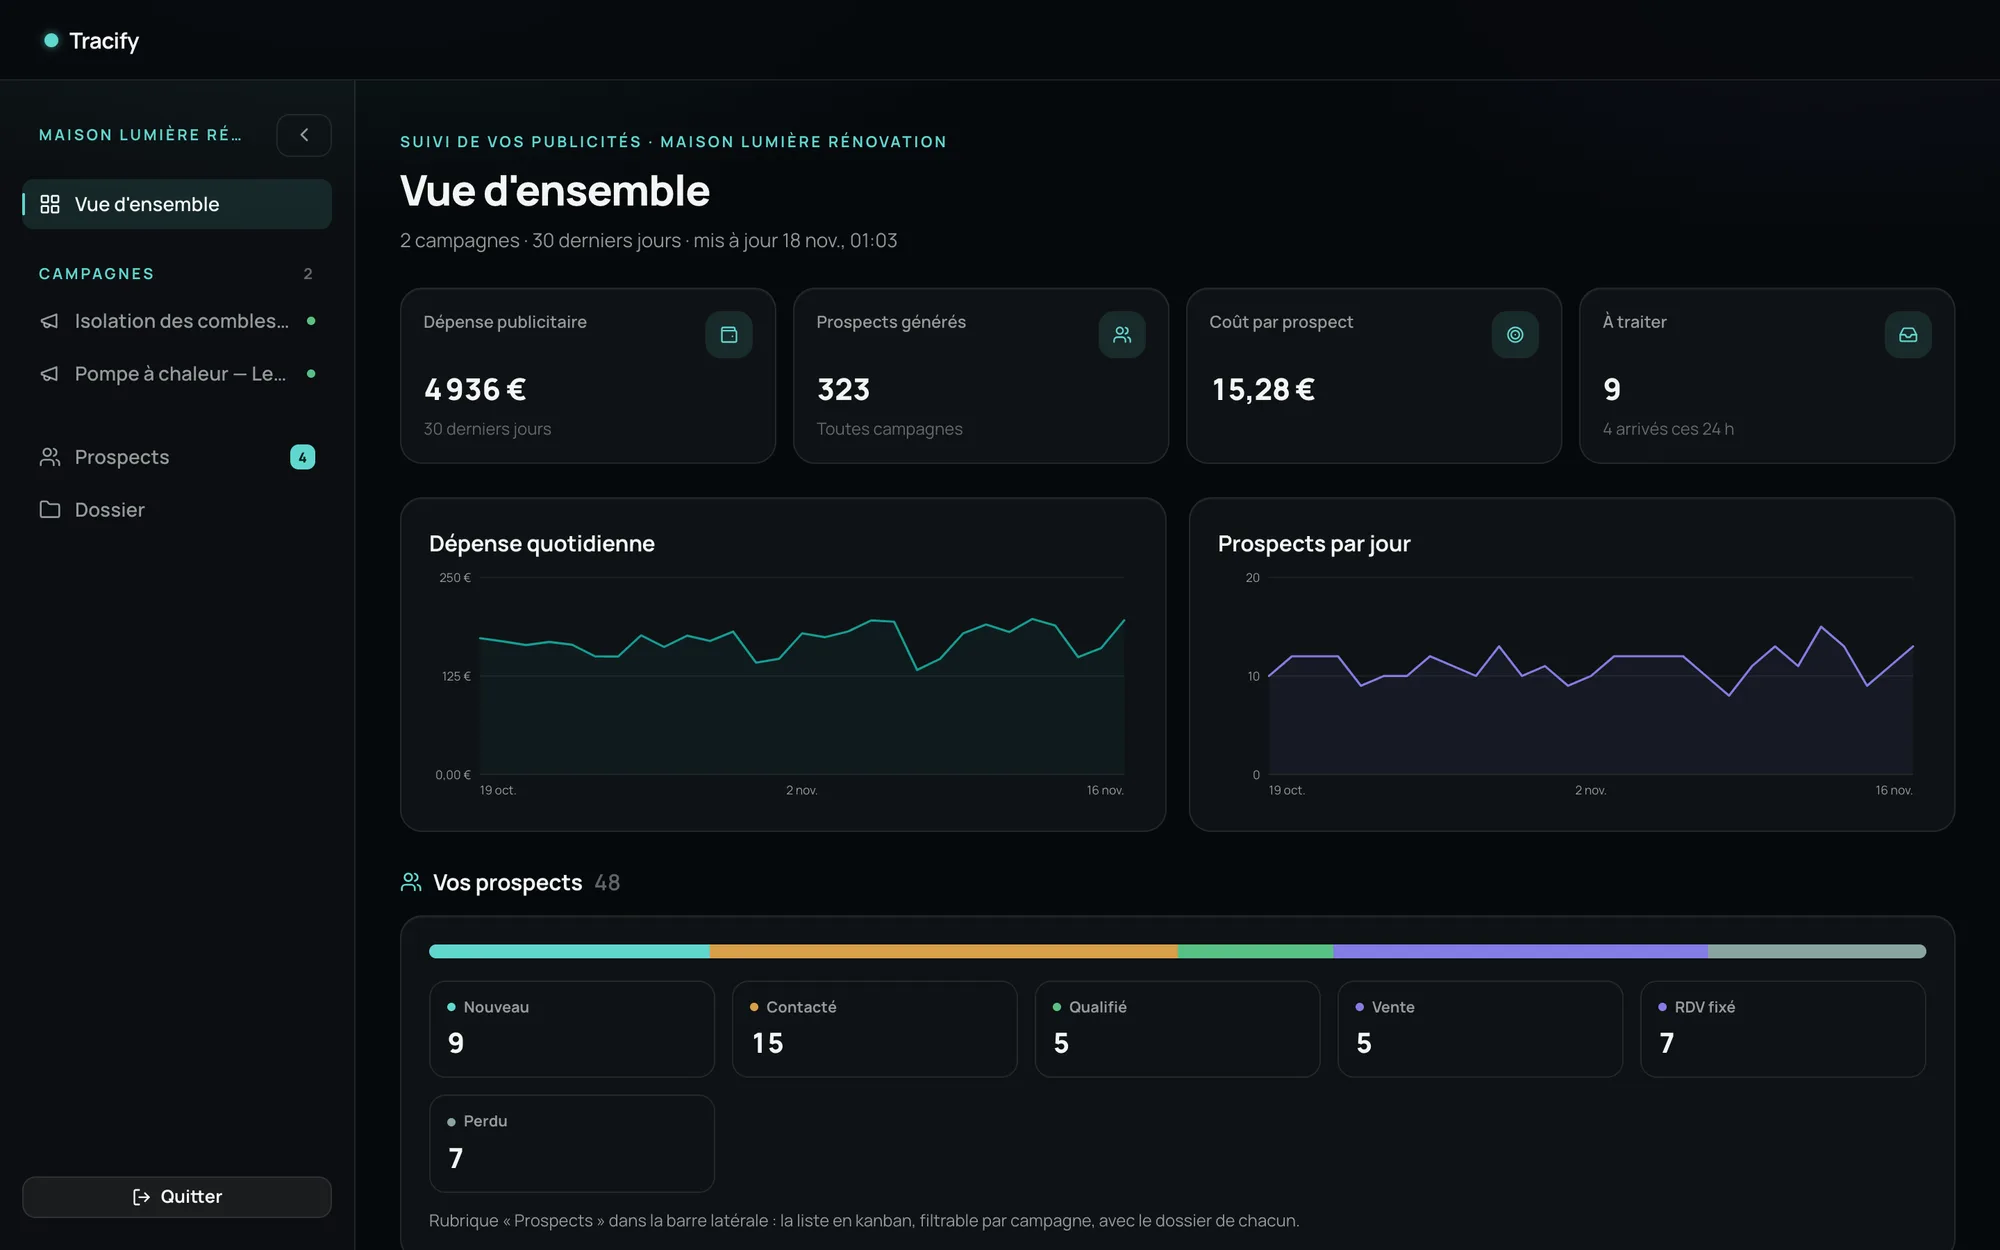 Tracify
MAISON LUMIÈRE RÉ…
Vue d'ensemble
CAMPAGNES 2
Isolation des combles…
Pompe à chaleur — Le…
Prospects 4
Dossier
Quitter
SUIVI DE VOS PUBLICITÉS · MAISON LUMIÈRE RÉNOVATION
Vue d'ensemble
2 campagnes · 30 derniers jours · mis à jour 18 nov., 01:03
Dépense publicitaire
4 936 €
30 derniers jours
Prospects générés
323
Toutes campagnes
Coût par prospect
15,28 €
À traiter
9
4 arrivés ces 24 h
Dépense quotidienne
250 €
125 €
0,00 €
19 oct. 2 nov. 16 nov.
Prospects par jour
20
10
0
19 oct. 2 nov. 16 nov.
Vos prospects 48
Nouveau
9
Contacté
15
Qualifié
5
Vente
5
RDV fixé
7
Perdu
7
Rubrique « Prospects » dans la barre latérale : la liste en kanban, filtrable par campagne, avec le dossier de chacun.